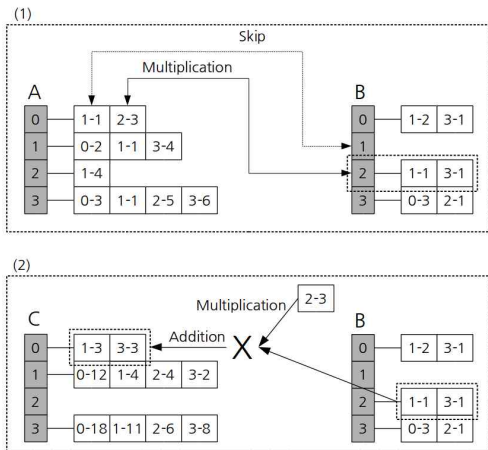 (1)
Skip
Multiplication
A B
0 1-1 2-3 0 1-2 3-1
1 0-2 1-1 3-4 1
2 1-4 2 1-1 3-1
3 0-3 1-1 2-5 3-6 3 0-3 2-1
(2)
Multiplication 2-3
C Addition X B
0 1-3 3-3 0 1-2 3-1
1 0-12 1-4 2-4 3-2 1
2 2 1-1 3-1
3 0-18 1-11 2-6 3-8 3 0-3 2-1